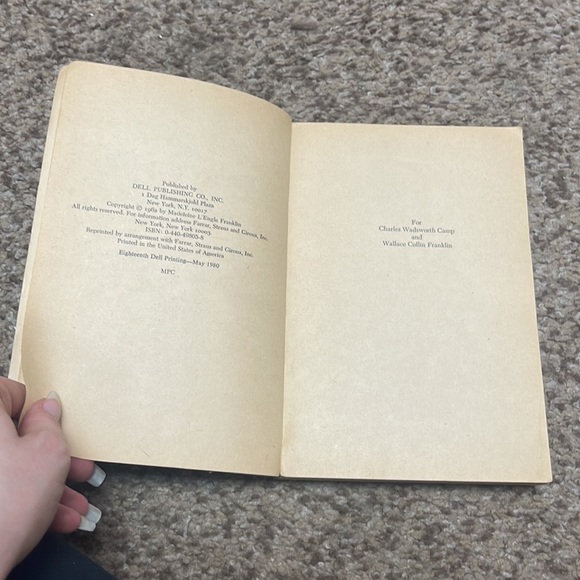 Published by
DELL PUBLISHING CO., INC.
1 Dag Hammarskjold Plaza
New York, N.Y. 10017
Copyright © 1962 by Madeleine L'Engle Franklin
All rights reserved. For information address Farrar, Straus and Giroux, Inc.
New York, New York 10003.
ISBN: 0-440-49805-8
Reprinted by arrangement with Farrar, Straus and Giroux, Inc.
Printed in the United States of America
Eighteenth Dell Printing—May 1980
MPC
For
Charles Wadsworth Camp
and
Wallace Collin Franklin